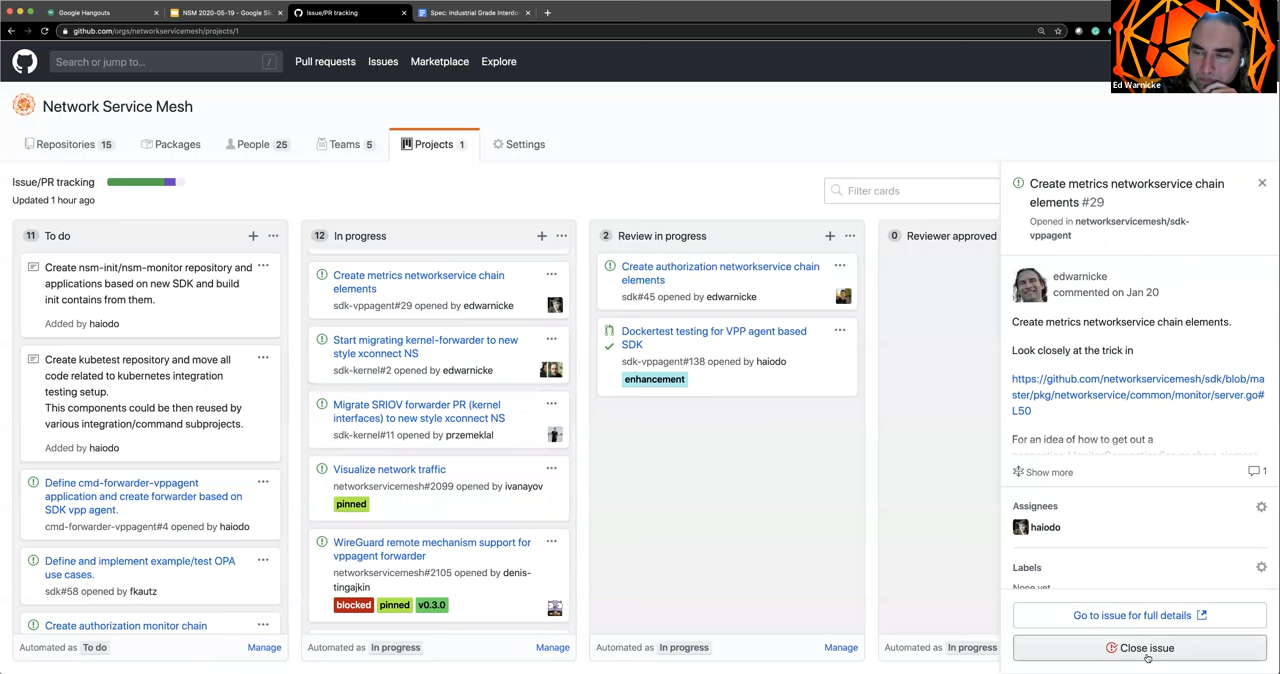 Google Hangouts
NSM 2020-05-19 - Google Sli
Issue/PR tracking
Spec: Industrial Grade Interdo
github.com/orgs/networkservicemesh/projects/1
Search or jump to...
/
Pull requests
Issues
Marketplace
Explore
Ed Warnicke
Network Service Mesh
Repositories 15
Packages
People 25
Teams 5
Projects 1
Settings
Issue/PR tracking
Updated 1 hour ago
Filter cards
11 To do
Create nsm-init/nsm-monitor repository and
applications based on new SDK and build
init contains from them.
Added by haiodo
Create kubetest repository and move all
code related to kubernetes integration
testing setup.
This components could be then reused by
various integration/command subprojects.
Added by haiodo
Define cmd-forwarder-vppagent
application and create forwarder based on
SDK vpp agent.
cmd-forwarder-vppagent#4 opened by haiodo
Define and implement example/test OPA
use cases.
sdk#58 opened by fkautz
Create authorization monitor chain
Automated as To do
Manage
12 In progress
Create metrics networkservice chain
elements
sdk-vppagent#29 opened by edwarnicke
Start migrating kernel-forwarder to new
style xconnect NS
sdk-kernel#2 opened by edwarnicke
Migrate SRIOV forwarder PR (kernel
interfaces) to new style xconnect NS
sdk-kernel#11 opened by przemeklal
Visualize network traffic
networkservicemesh#2099 opened by ivanayov
pinned
WireGuard remote mechanism support for
vppagent forwarder
networkservicemesh#2105 opened by denis-
tingajkin
blocked pinned v0.3.0
Automated as In progress
Manage
2 Review in progress
Create authorization networkservice chain
elements
sdk#45 opened by edwarnicke
Dockertest testing for VPP agent based
SDK
sdk-vppagent#138 opened by haiodo
enhancement
Automated as In progress
Manage
0 Reviewer approved
Automated as In progress
Create metrics networkservice chain
elements #29
Opened in networkservicemesh/sdk-
vppagent
edwarnicke
commented on Jan 20
Create metrics networkservice chain elements.
Look closely at the trick in
https://github.com/networkservicemesh/sdk/blob/ma
ster/pkg/networkservice/common/monitor/server.go#
L50
For an idea of how to get out a
Show more
1
Assignees
haiodo
Labels
None yet
Go to issue for full details
Close issue